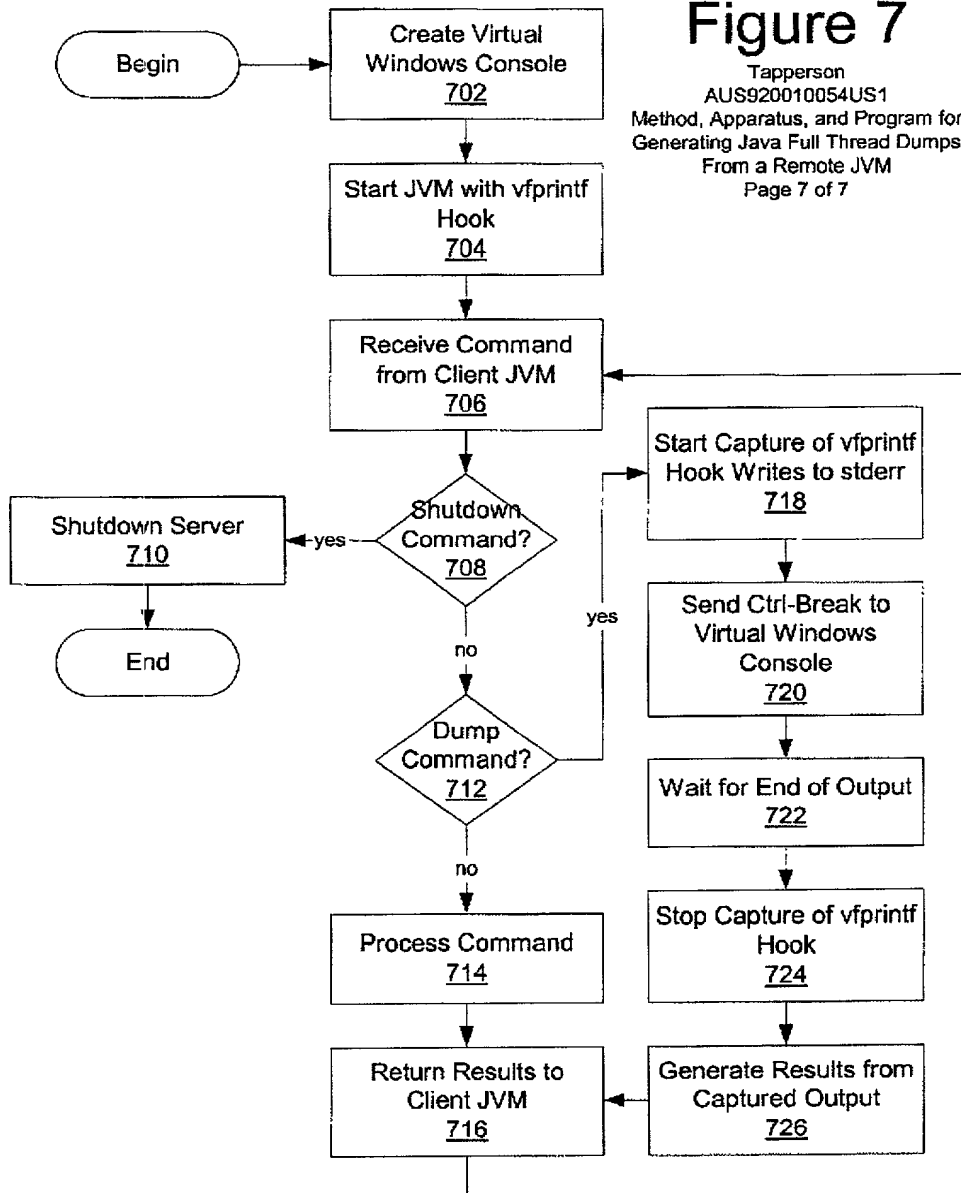 Figure 7
Tapperson
AUS920010054US1
Method, Apparatus, and Program for
Generating Java Full Thread Dumps
From a Remote JVM
Page 7 of 7
Begin
Create Virtual
Windows Console
702
Start JVM with vfprintf
Hook
704
Receive Command
from Client JVM
706
Shutdown
Command?
708
yes
Shutdown Server
710
End
no
Dump
Command?
712
yes
no
Process Command
714
Return Results to
Client JVM
716
Start Capture of vfprintf
Hook Writes to stderr
718
Send Ctrl-Break to
Virtual Windows
Console
720
Wait for End of Output
722
Stop Capture of vfprintf
Hook
724
Generate Results from
Captured Output
726